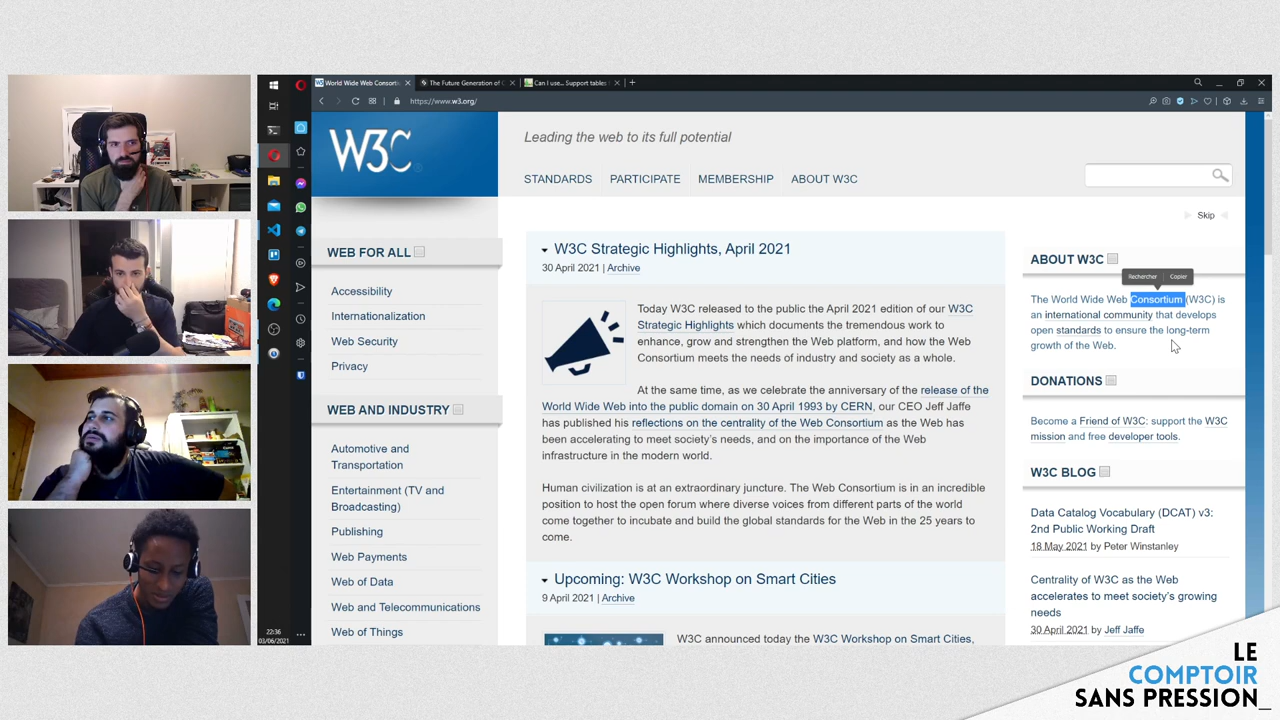 World Wide Web Consorti
The Future Generation of C
Can I use... Support tables
https://www.w3.org/
W3C
Leading the web to its full potential
STANDARDS PARTICIPATE MEMBERSHIP ABOUT W3C
Skip
WEB FOR ALL
Accessibility
Internationalization
Web Security
Privacy
WEB AND INDUSTRY
Automotive and
Transportation
Entertainment (TV and
Broadcasting)
Publishing
Web Payments
Web of Data
Web and Telecommunications
Web of Things
W3C Strategic Highlights, April 2021
30 April 2021 | Archive
Today W3C released to the public the April 2021 edition of our W3C
Strategic Highlights which documents the tremendous work to
enhance, grow and strengthen the Web platform, and how the Web
Consortium meets the needs of industry and society as a whole.
At the same time, as we celebrate the anniversary of the release of the
World Wide Web into the public domain on 30 April 1993 by CERN, our CEO Jeff Jaffe
has published his reflections on the centrality of the Web Consortium as the Web has
been accelerating to meet society's needs, and on the importance of the Web
infrastructure in the modern world.
Human civilization is at an extraordinary juncture. The Web Consortium is in an incredible
position to host the open forum where diverse voices from different parts of the world
come together to incubate and build the global standards for the Web in the 25 years to
come.
Upcoming: W3C Workshop on Smart Cities
9 April 2021 | Archive
W3C announced today the W3C Workshop on Smart Cities,
ABOUT W3C
Rechercher Copier
The World Wide Web Consortium (W3C) is
an international community that develops
open standards to ensure the long-term
growth of the Web.
DONATIONS
Become a Friend of W3C: support the W3C
mission and free developer tools.
W3C BLOG
Data Catalog Vocabulary (DCAT) v3:
2nd Public Working Draft
18 May 2021 by Peter Winstanley
Centrality of W3C as the Web
accelerates to meet society's growing
needs
30 April 2021 by Jeff Jaffe
22:36
03/06/2021
LE
COMPTOIR
SANS PRESSION_